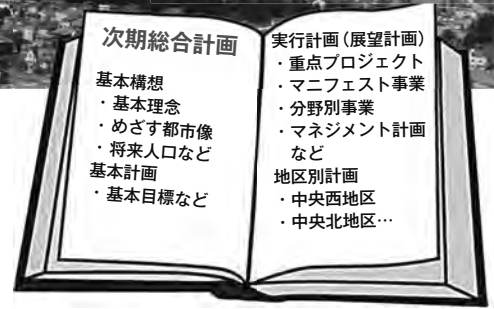 次期総合計画
基本構想
・基本理念
・めざす都市像
・将来人口など
基本計画
・基本目標など
実行計画（展望計画）
・重点プロジェクト
・マニフェスト事業
・分野別事業
・マネジメント計画
など
地区別計画
・中央西地区
・中央北地区…